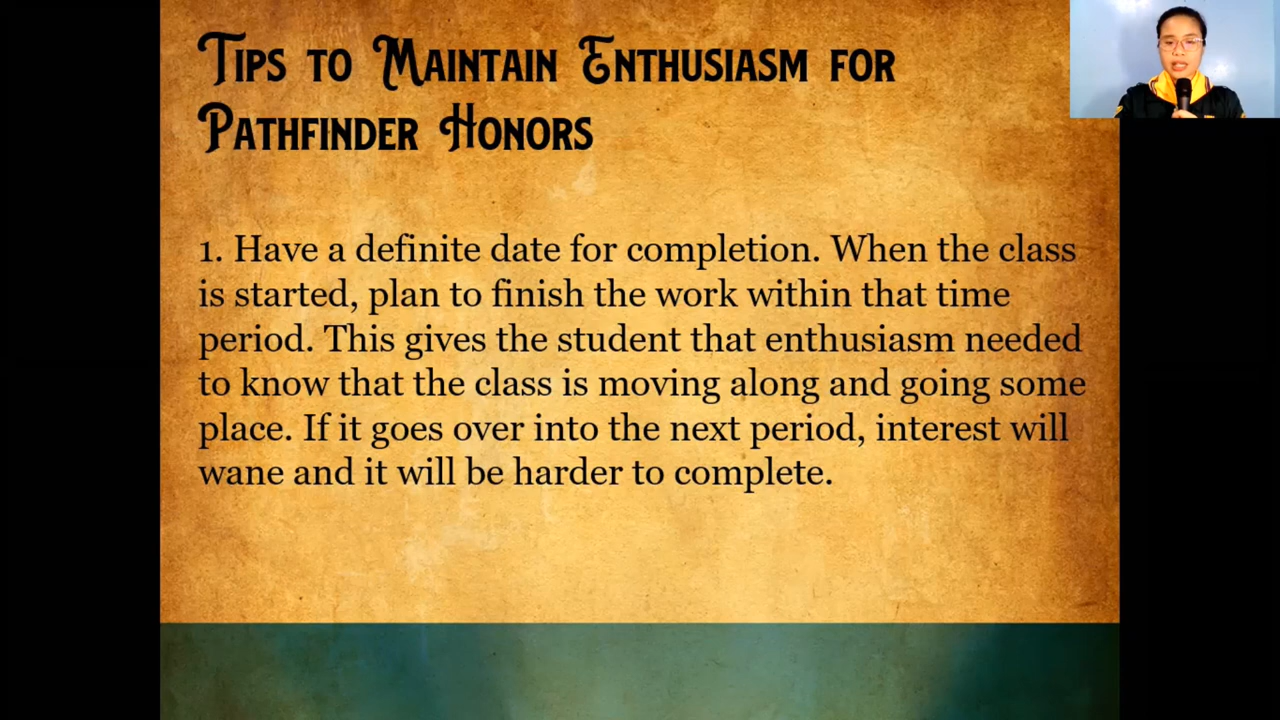 Tips to Maintain Enthusiasm for
Pathfinder Honors
1. Have a definite date for completion. When the class
is started, plan to finish the work within that time
period. This gives the student that enthusiasm needed
to know that the class is moving along and going some
place. If it goes over into the next period, interest will
wane and it will be harder to complete.